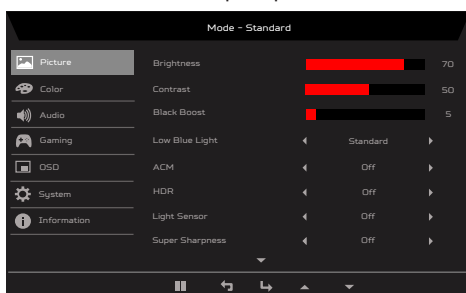 Mode - Standard
Picture
Brightness 70
Color
Contrast 50
Audio
Black Boost 5
Gaming
Low Blue Light Standard
OSD
ACM Off
System
HDR Off
Information
Light Sensor Off
Super Sharpness Off